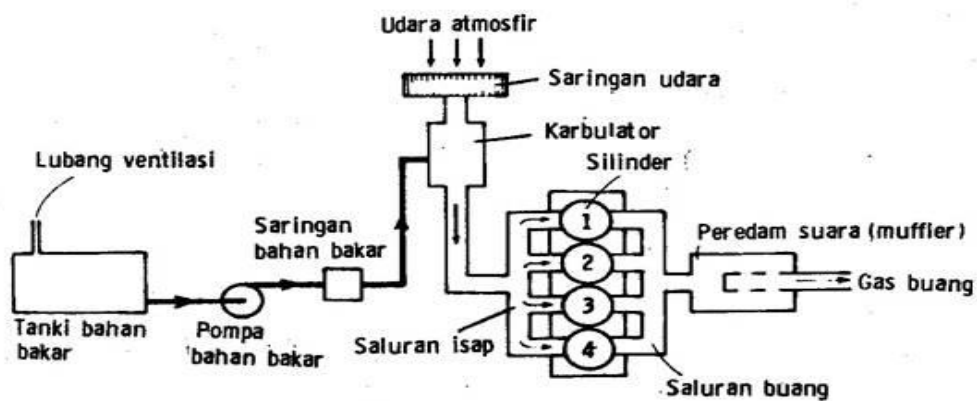 Udara atmosfir
Saringan udara
Karbulator
Silinder
Lubang ventilasi
Saringan
bahan bakar
1
2
3
4
Peredam suara (muffler)
Gas buang
Tanki bahan
bakar
Pompa
bahan bakar
Saluran isap
Saluran buang